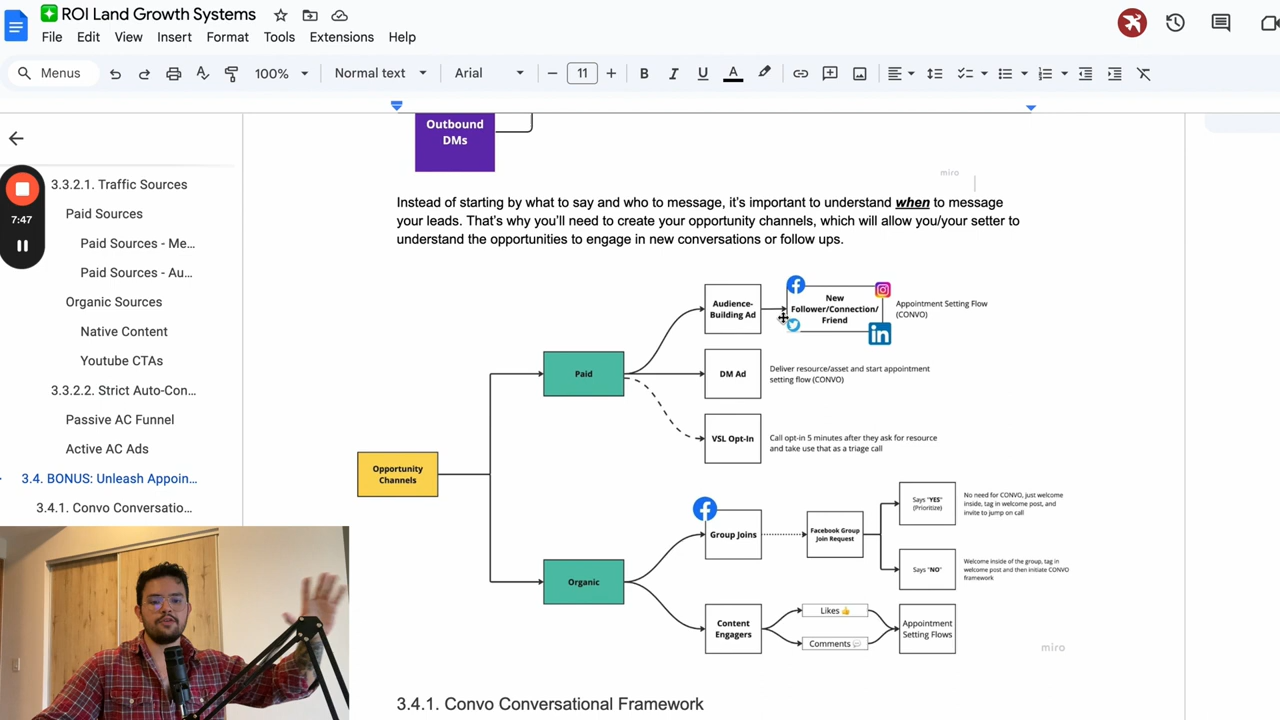 ROI Land Growth Systems
File Edit View Insert Format Tools Extensions Help
Menus 100% Normal text Arial 11 B I U A
7:47
3.3.2.1. Traffic Sources
Paid Sources
Paid Sources - Me...
Paid Sources - Au...
Organic Sources
Native Content
Youtube CTAs
3.3.2.2. Strict Auto-Con...
Passive AC Funnel
Active AC Ads
3.4. BONUS: Unleash Appoin...
3.4.1. Convo Conversatio...
Outbound
DMs
miro
Instead of starting by what to say and who to message, it's important to understand when to message
your leads. That's why you'll need to create your opportunity channels, which will allow you/your setter to
understand the opportunities to engage in new conversations or follow ups.
Opportunity
Channels
Paid
Audience-
Building Ad
New
Follower/Connection/
Friend
Appointment Setting Flow
(CONVO)
DM Ad
Deliver resource/asset and start appointment
setting flow (CONVO)
VSL Opt-In
Call opt-in 5 minutes after they ask for resource
and take use that as a triage call
Organic
Group Joins
Facebook Group
Join Request
Says "YES"
(Prioritize)
No need for CONVO, just welcome
inside, tag in welcome post, and
invite to jump on call
Says "NO"
Welcome inside of the group, tag in
welcome post and then initiate CONVO
framework
Content
Engagers
Likes 👍
Comments 💬
Appointment
Setting Flows
miro
3.4.1. Convo Conversational Framework